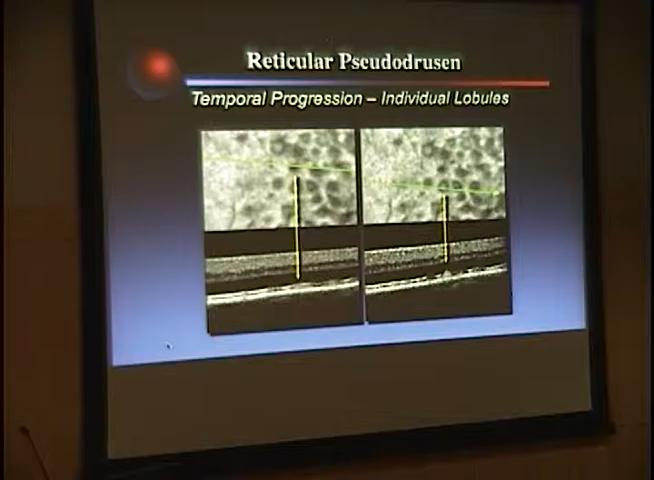 Reticular Pseudodrusen
Temporal Progression – Individual Lobules